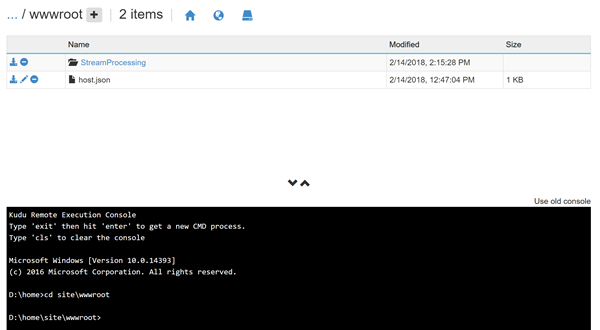 ... / wwwroot + | 2 items |
Name Modified Size
StreamProcessing 2/14/2018, 2:15:28 PM
host.json 2/14/2018, 12:47:04 PM 1 KB
Use old console
Kudu Remote Execution Console
Type 'exit' then hit 'enter' to get a new CMD process.
Type 'cls' to clear the console
Microsoft Windows [Version 10.0.14393]
(c) 2016 Microsoft Corporation. All rights reserved.
D:\home>cd site\wwwroot
D:\home\site\wwwroot>